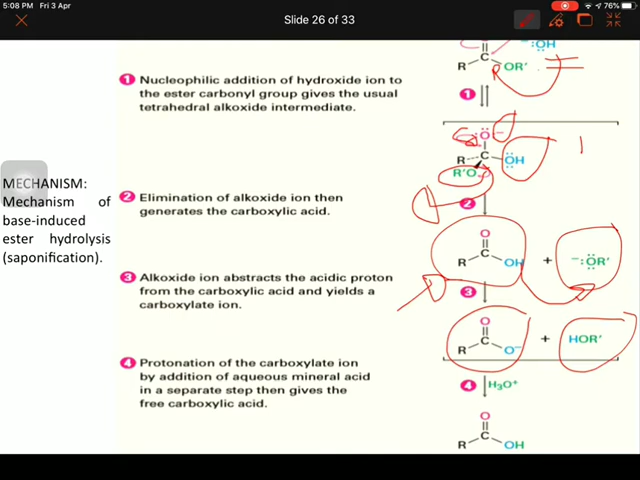 5:08 PM Fri 3 Apr
76%
Slide 26 of 33
MECHANISM:
Mechanism of
base-induced
ester hydrolysis
(saponification).
1 Nucleophilic addition of hydroxide ion to
the ester carbonyl group gives the usual
tetrahedral alkoxide intermediate.
2 Elimination of alkoxide ion then
generates the carboxylic acid.
3 Alkoxide ion abstracts the acidic proton
from the carboxylic acid and yields a
carboxylate ion.
4 Protonation of the carboxylate ion
by addition of aqueous mineral acid
in a separate step then gives the
free carboxylic acid.
C −:ÖH
R OR'
1
:Ö:−
R C ÖH
R'O
2
O
R C OH + −:ÖR'
3
O
R C O− + HOR'
4 H₃O⁺
O
R C OH